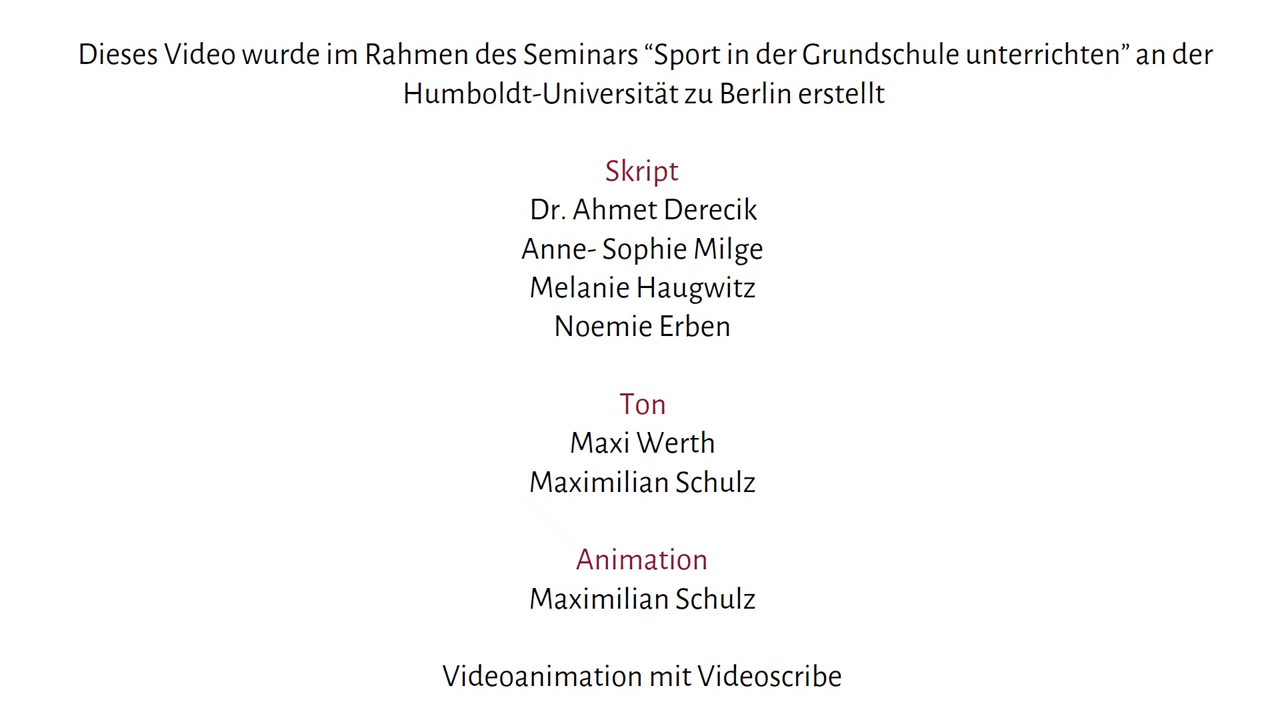 Dieses Video wurde im Rahmen des Seminars “Sport in der Grundschule unterrichten” an der
Humboldt-Universität zu Berlin erstellt
Skript
Dr. Ahmet Derecik
Anne- Sophie Milge
Melanie Haugwitz
Noemie Erben
Ton
Maxi Werth
Maximilian Schulz
Animation
Maximilian Schulz
Videoanimation mit Videoscribe